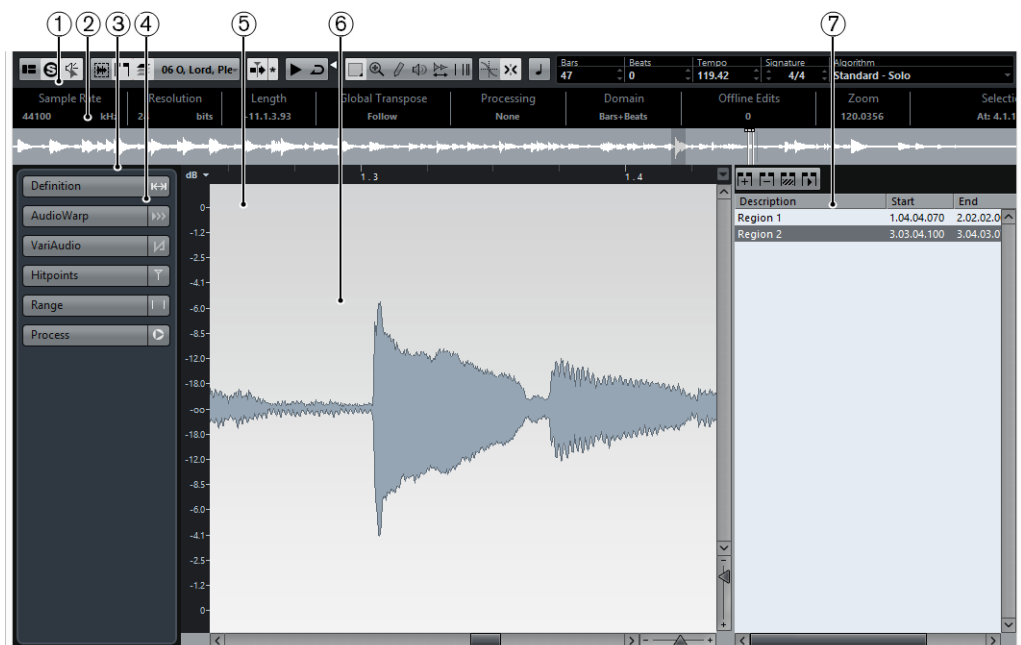 ① ② ③ ④ ⑤ ⑥ ⑦
Bars Beats Tempo Signature Algorithm
06 O, Lord, Ple 47 0 119.42 4/4 Standard - Solo
Sample Rate Resolution Length Global Transpose Processing Domain Offline Edits Zoom Selecti
44100 kHz bits 11.1.3.93 Follow None Bars+Beats 0 120.0356 At: 4.1.1
Definition
AudioWarp
VariAudio
Hitpoints
Range
Process
dB 1.3 1.4
0
-1.2
-2.5
-4.1
-6.0
-8.5
-12.0
-18.0
-oo
-18.0
-12.0
-8.5
-6.0
-4.1
-2.5
-1.2
0
Description Start End
Region 1 1.04.04.070 2.02.02.0
Region 2 3.03.04.100 3.04.03.0